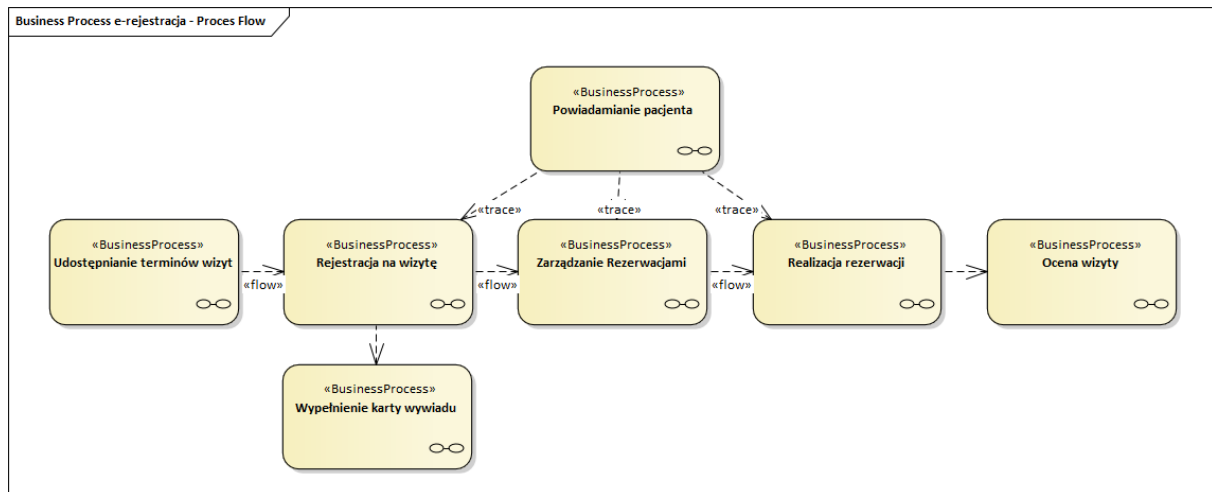 Business Process e-rejestracja - Proces Flow
«BusinessProcess»
Powiadamianie pacjenta
«trace»
«trace»
«trace»
«BusinessProcess»
Udostępnianie terminów wizyt
«flow»
«BusinessProcess»
Rejestracja na wizytę
«flow»
«BusinessProcess»
Zarządzanie Rezerwacjami
«flow»
«BusinessProcess»
Realizacja rezerwacji
«BusinessProcess»
Ocena wizyty
«BusinessProcess»
Wypełnienie karty wywiadu